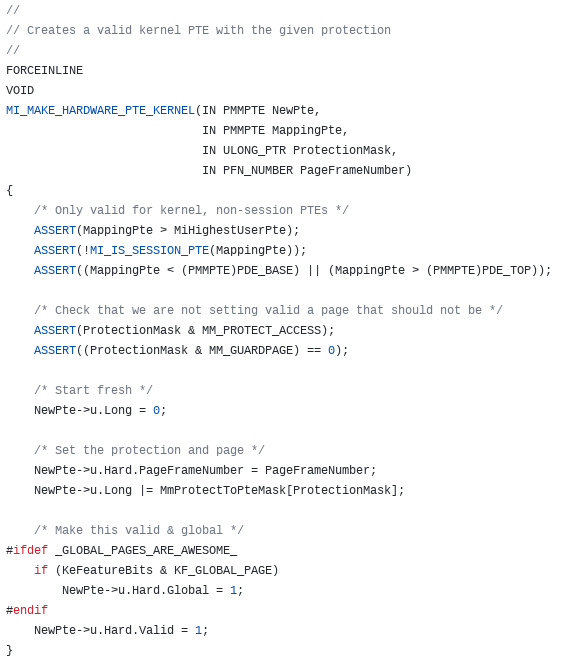 //
// Creates a valid kernel PTE with the given protection
//
FORCEINLINE
VOID
MI_MAKE_HARDWARE_PTE_KERNEL(IN PMMPTE NewPte,
                            IN PMMPTE MappingPte,
                            IN ULONG_PTR ProtectionMask,
                            IN PFN_NUMBER PageFrameNumber)
{
    /* Only valid for kernel, non-session PTEs */
    ASSERT(MappingPte > MiHighestUserPte);
    ASSERT(!MI_IS_SESSION_PTE(MappingPte));
    ASSERT((MappingPte < (PMMPTE)PDE_BASE) || (MappingPte > (PMMPTE)PDE_TOP));

    /* Check that we are not setting valid a page that should not be */
    ASSERT(ProtectionMask & MM_PROTECT_ACCESS);
    ASSERT((ProtectionMask & MM_GUARDPAGE) == 0);

    /* Start fresh */
    NewPte->u.Long = 0;

    /* Set the protection and page */
    NewPte->u.Hard.PageFrameNumber = PageFrameNumber;
    NewPte->u.Long |= MmProtectToPteMask[ProtectionMask];

    /* Make this valid & global */
#ifdef _GLOBAL_PAGES_ARE_AWESOME_
    if (KeFeatureBits & KF_GLOBAL_PAGE)
        NewPte->u.Hard.Global = 1;
#endif
    NewPte->u.Hard.Valid = 1;
}